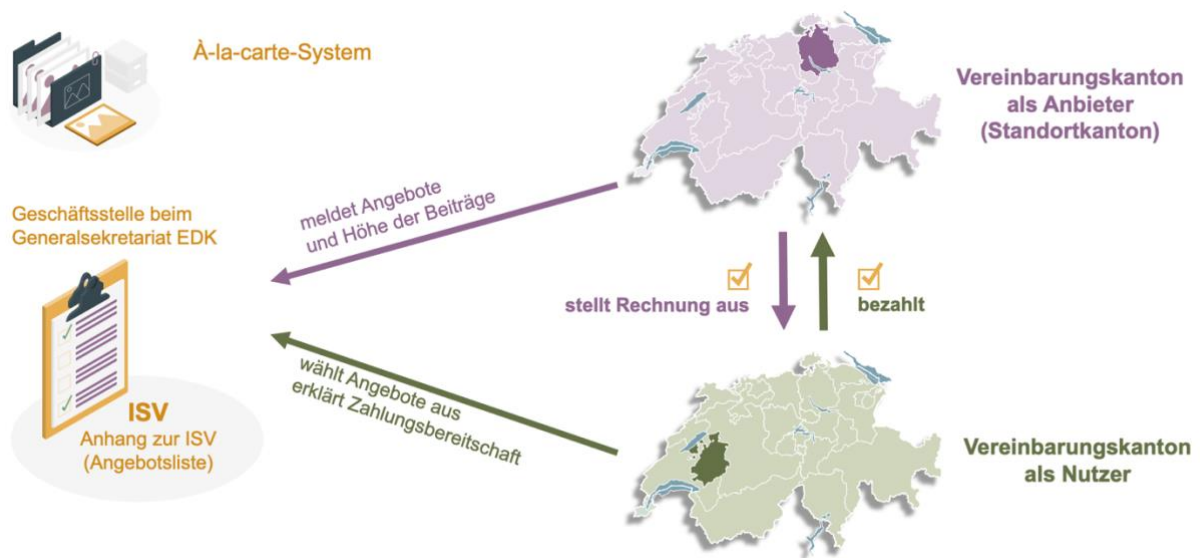 À-la-carte-System
Vereinbarungskanton
als Anbieter
(Standortkanton)
meldet Angebote
und Höhe der Beiträge
Geschäftsstelle beim
Generalsekretariat EDK
stellt Rechnung aus
bezahlt
wählt Angebote aus
erklärt Zahlungsbereitschaft
ISV
Anhang zur ISV
(Angebotsliste)
Vereinbarungskanton
als Nutzer